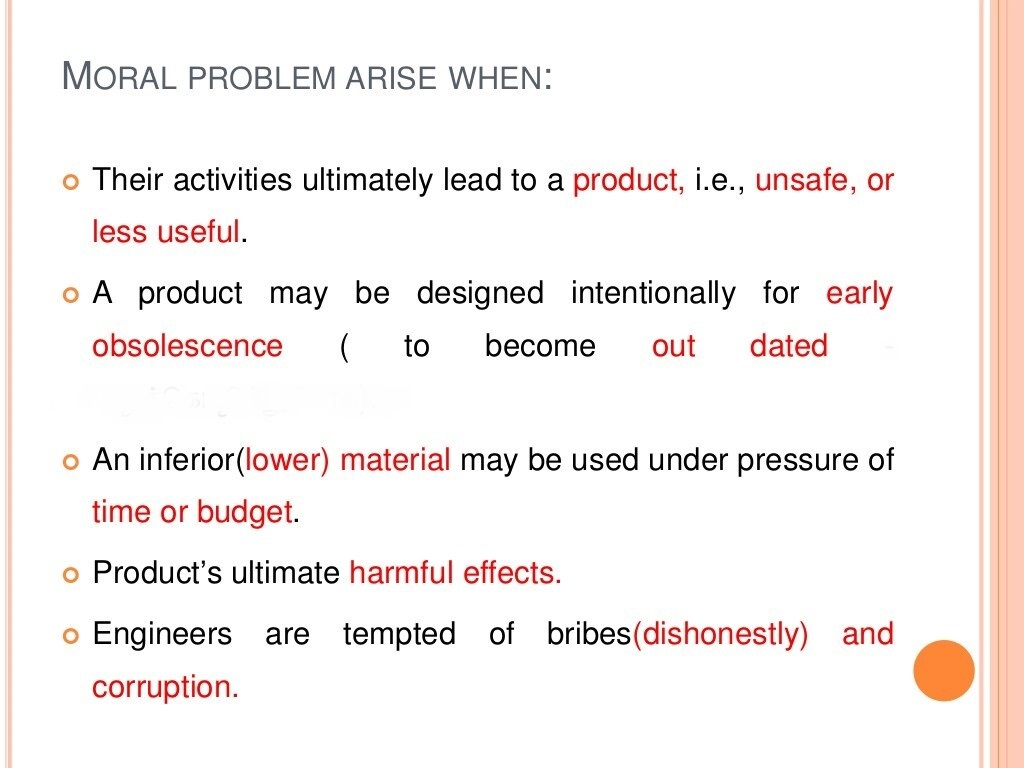 MORAL PROBLEM ARISE WHEN:
Their activities ultimately lead to a product, i.e., unsafe, or
less useful.
A product may be designed intentionally for early
obsolescence ( to become out dated
An inferior(lower) material may be used under pressure of
time or budget.
Product’s ultimate harmful effects.
Engineers are tempted of bribes(dishonestly) and
corruption.